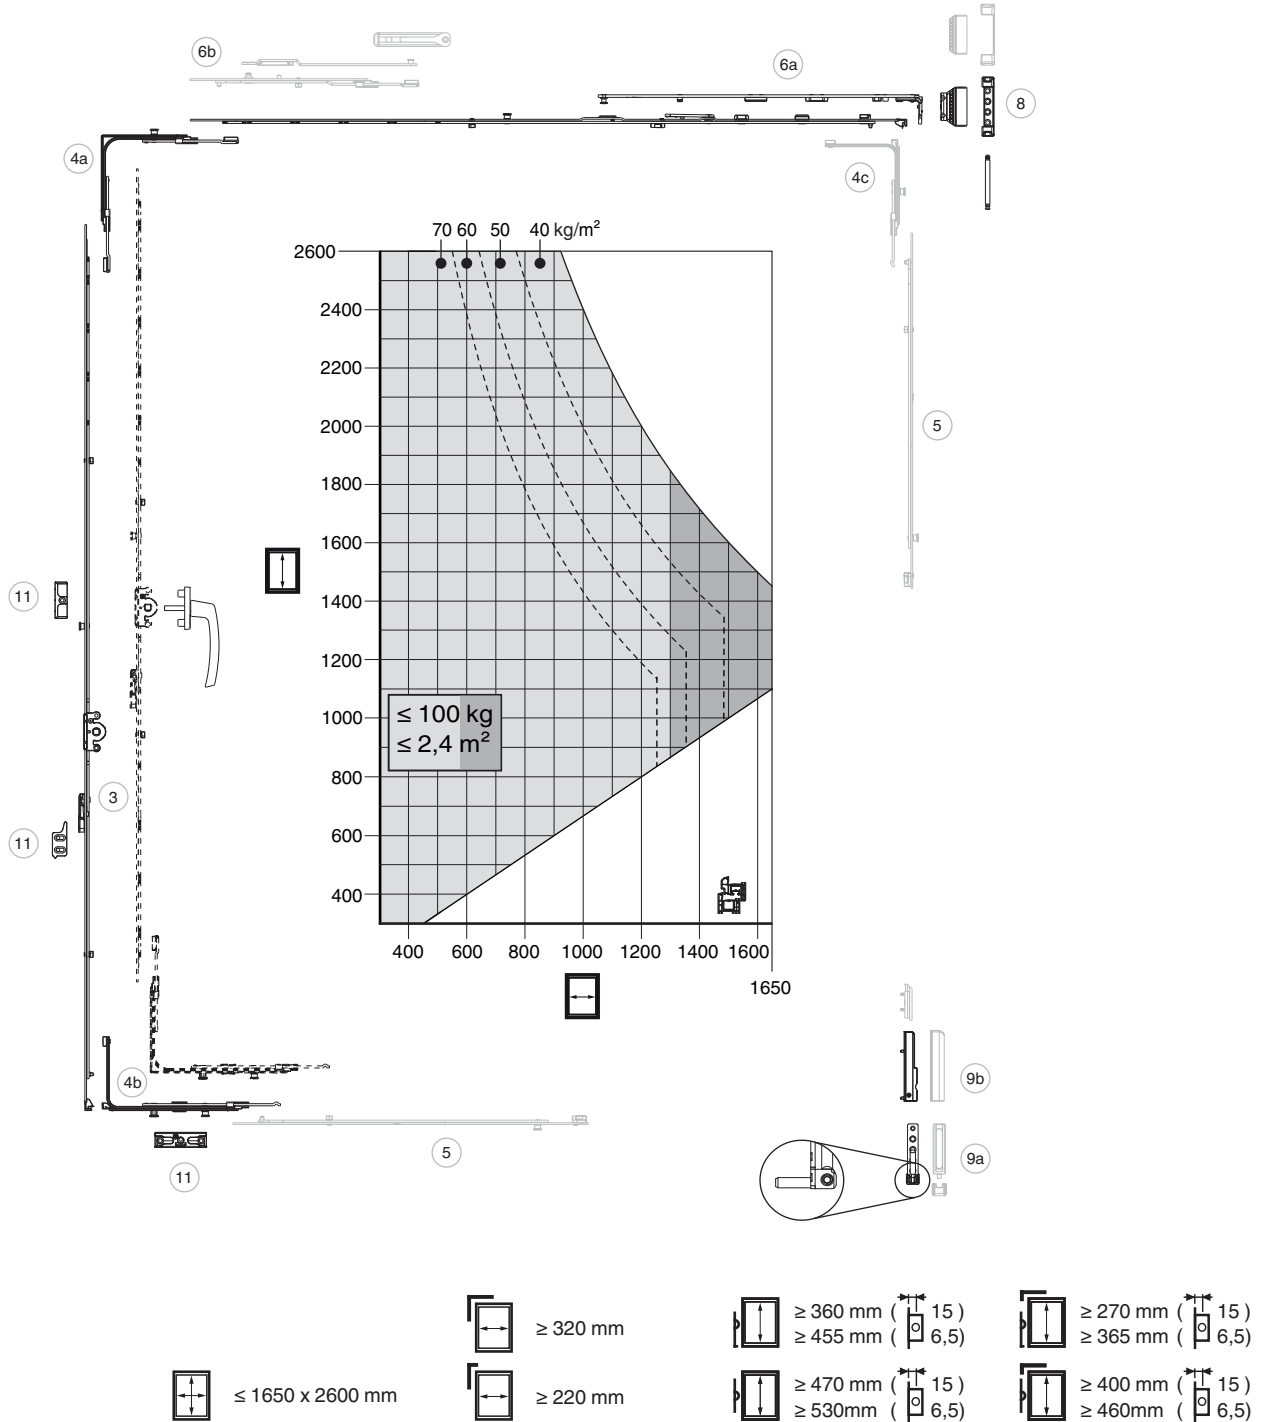 6b
6a
8
4a
4c
70 60 50 40 kg/m²
2600
2400
2200
2000
5
1800
1600
11
1400
1200
≤ 100 kg
≤ 2,4 m²
1000
3
800
11
600
400
400 600 800 1000 1200 1400 1600
1650
4b
9b
5
9a
11
≥ 320 mm
≥ 360 mm ( 15 )
≥ 455 mm ( 6,5)
≥ 270 mm ( 15 )
≥ 365 mm ( 6,5)
≤ 1650 x 2600 mm
≥ 220 mm
≥ 470 mm ( 15 )
≥ 530mm ( 6,5)
≥ 400 mm ( 15 )
≥ 460mm ( 6,5)